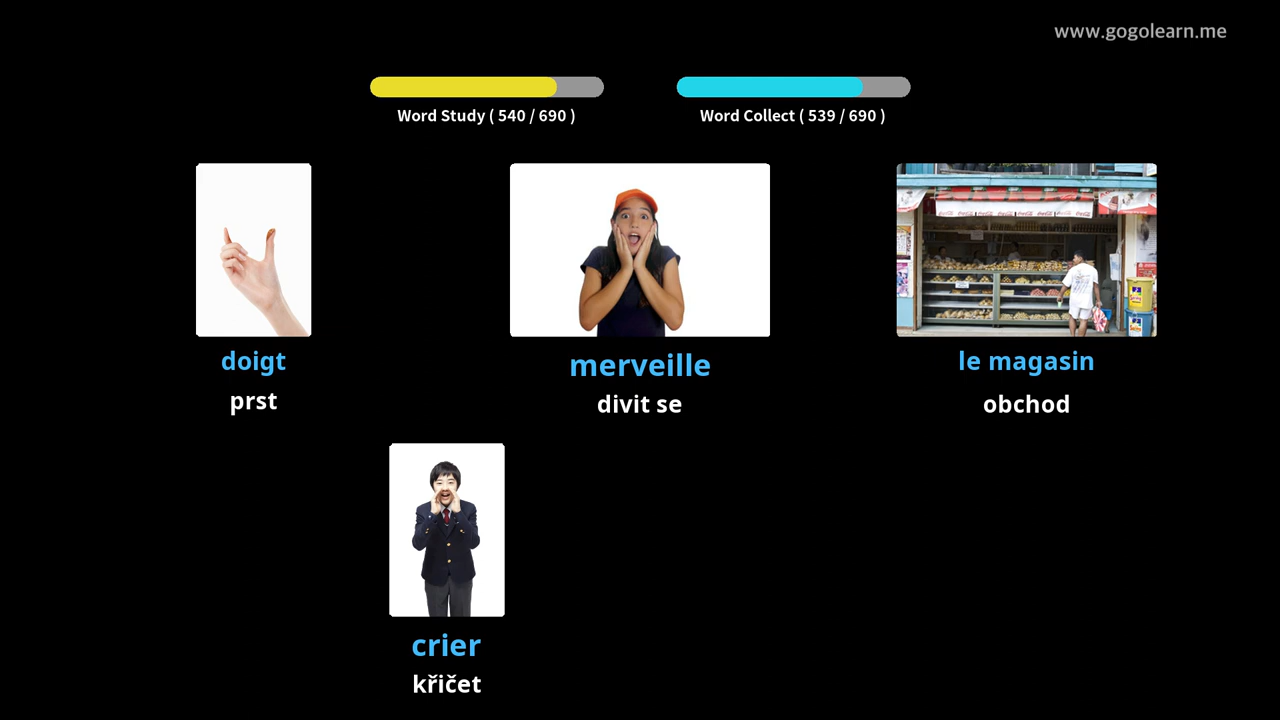 www.gogolearn.me
Word Study ( 540 / 690 )
Word Collect ( 539 / 690 )
doigt
merveille
le magasin
prst
divit se
obchod
crier
křičet